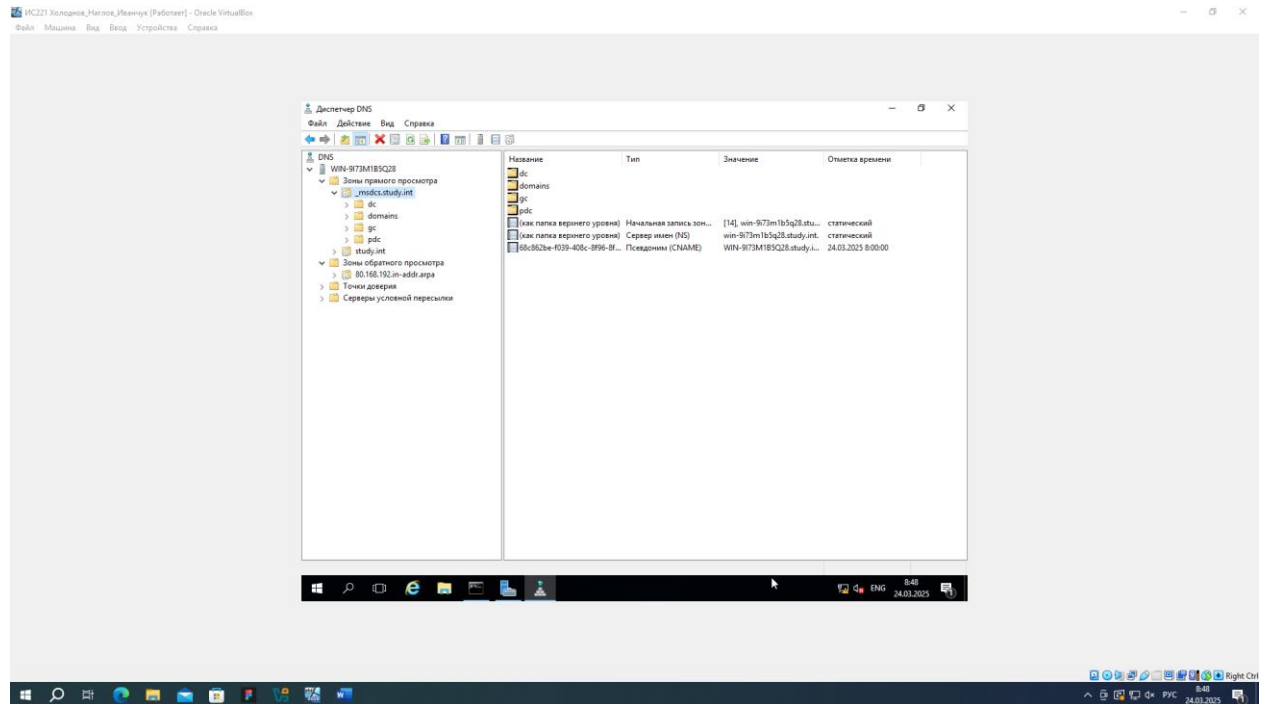 ИС221 Холоднов_Наглов_Иванчук [Работает] - Oracle VirtualBox
Файл Машина Вид Ввод Устройства Справка
Диспетчер DNS
Файл Действие Вид Справка
DNS
WIN-9I73M1B5Q28
Зоны прямого просмотра
_msdcs.study.int
dc
domains
gc
pdc
study.int
Зоны обратного просмотра
80.168.192.in-addr.arpa
Точки доверия
Серверы условной пересылки
Название Тип Значение Отметка времени
dc
domains
gc
pdc
(как папка верхнего уровня) Начальная запись зон... [14], win-9i73m1b5q28.stu... статический
(как папка верхнего уровня) Сервер имен (NS) win-9i73m1b5q28.study.int. статический
68c862be-f039-408c-8f96-8f... Псевдоним (CNAME) WIN-9I73M1B5Q28.study.i... 24.03.2025 8:00:00
ENG 8:48
24.03.2025
Right Ctrl
РУС 8:48
24.03.2025